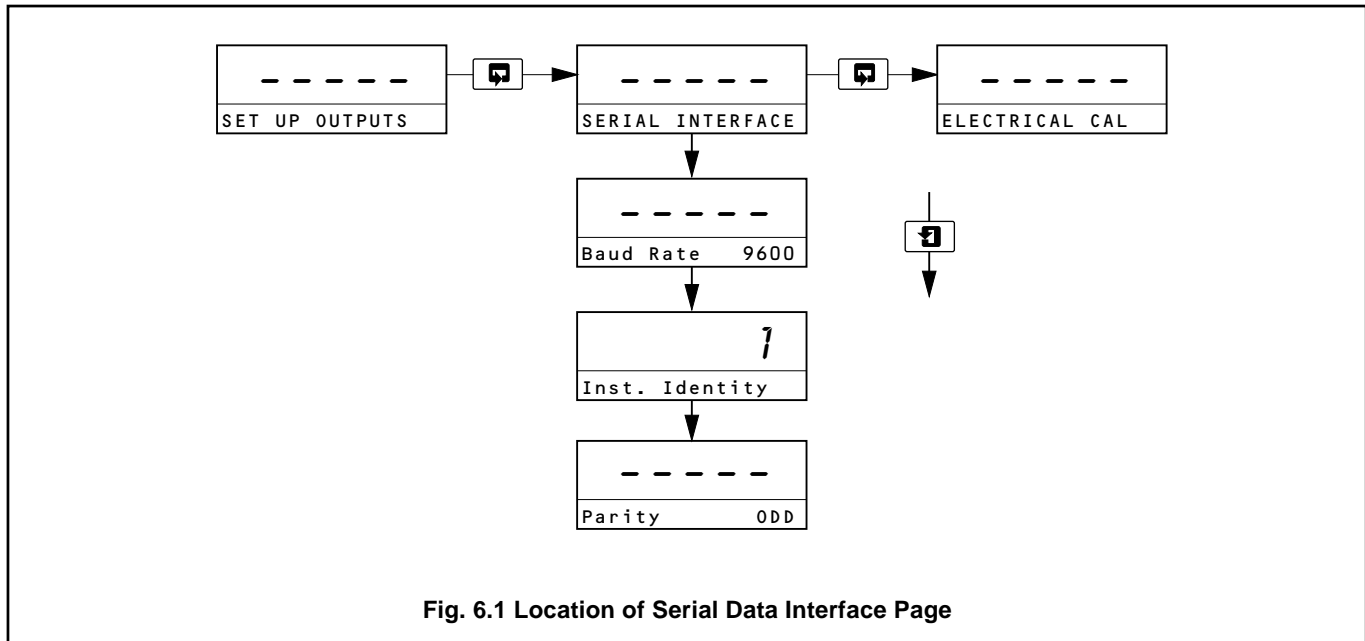 – – – – –
SET UP OUTPUTS
– – – – –
SERIAL INTERFACE
– – – – –
ELECTRICAL CAL
– – – – –
Baud Rate 9600
1
Inst. Identity
– – – – –
Parity ODD
Fig. 6.1 Location of Serial Data Interface Page